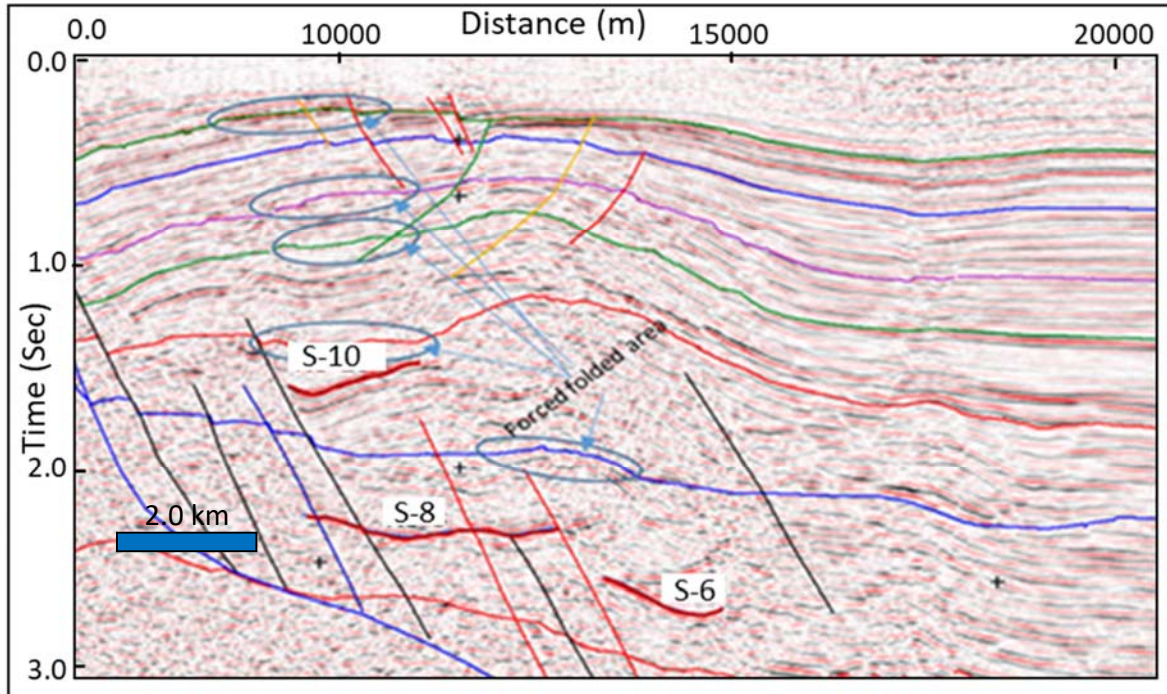 Distance (m)
0.0
10000
15000
20000
0.0
1.0
2.0
3.0
Time (Sec)
S-10
Forced folded area
2.0 km
S-8
S-6